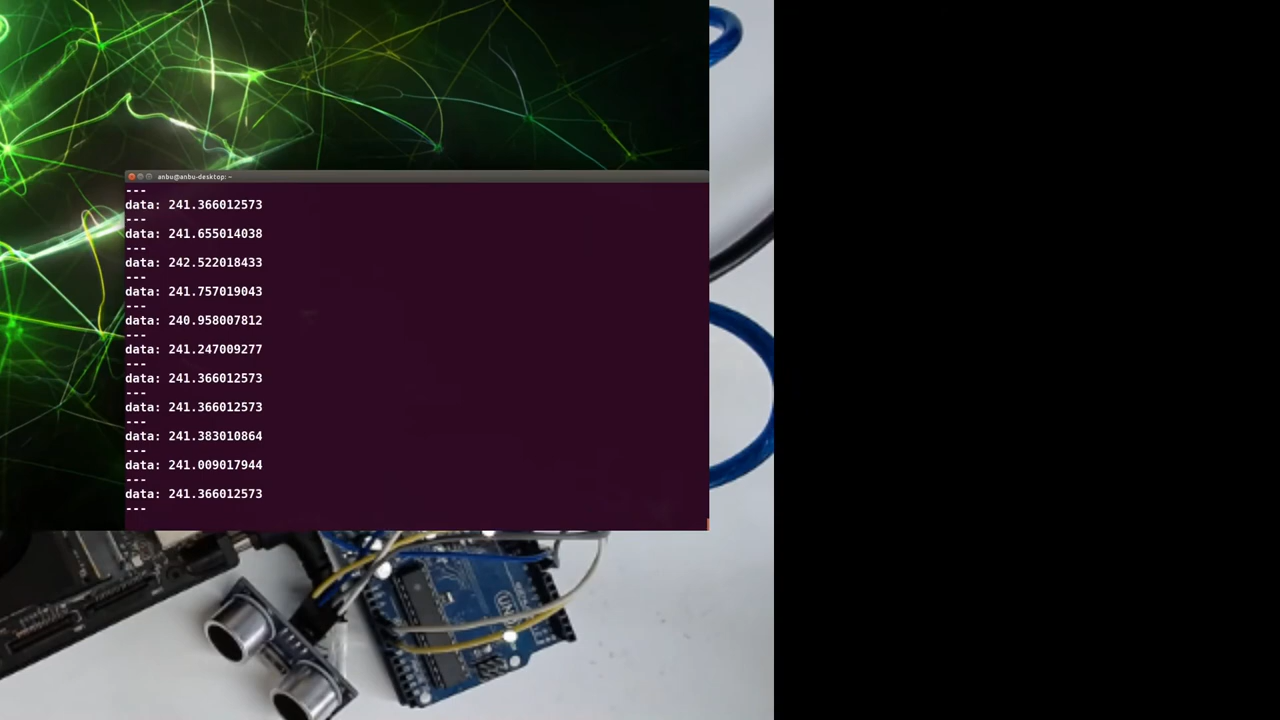 anbu@anbu-desktop: ~
---
data: 241.366012573
---
data: 241.655014038
---
data: 242.522018433
---
data: 241.757019043
---
data: 240.958007812
---
data: 241.247009277
---
data: 241.366012573
---
data: 241.366012573
---
data: 241.383010864
---
data: 241.009017944
---
data: 241.366012573
---
UNO